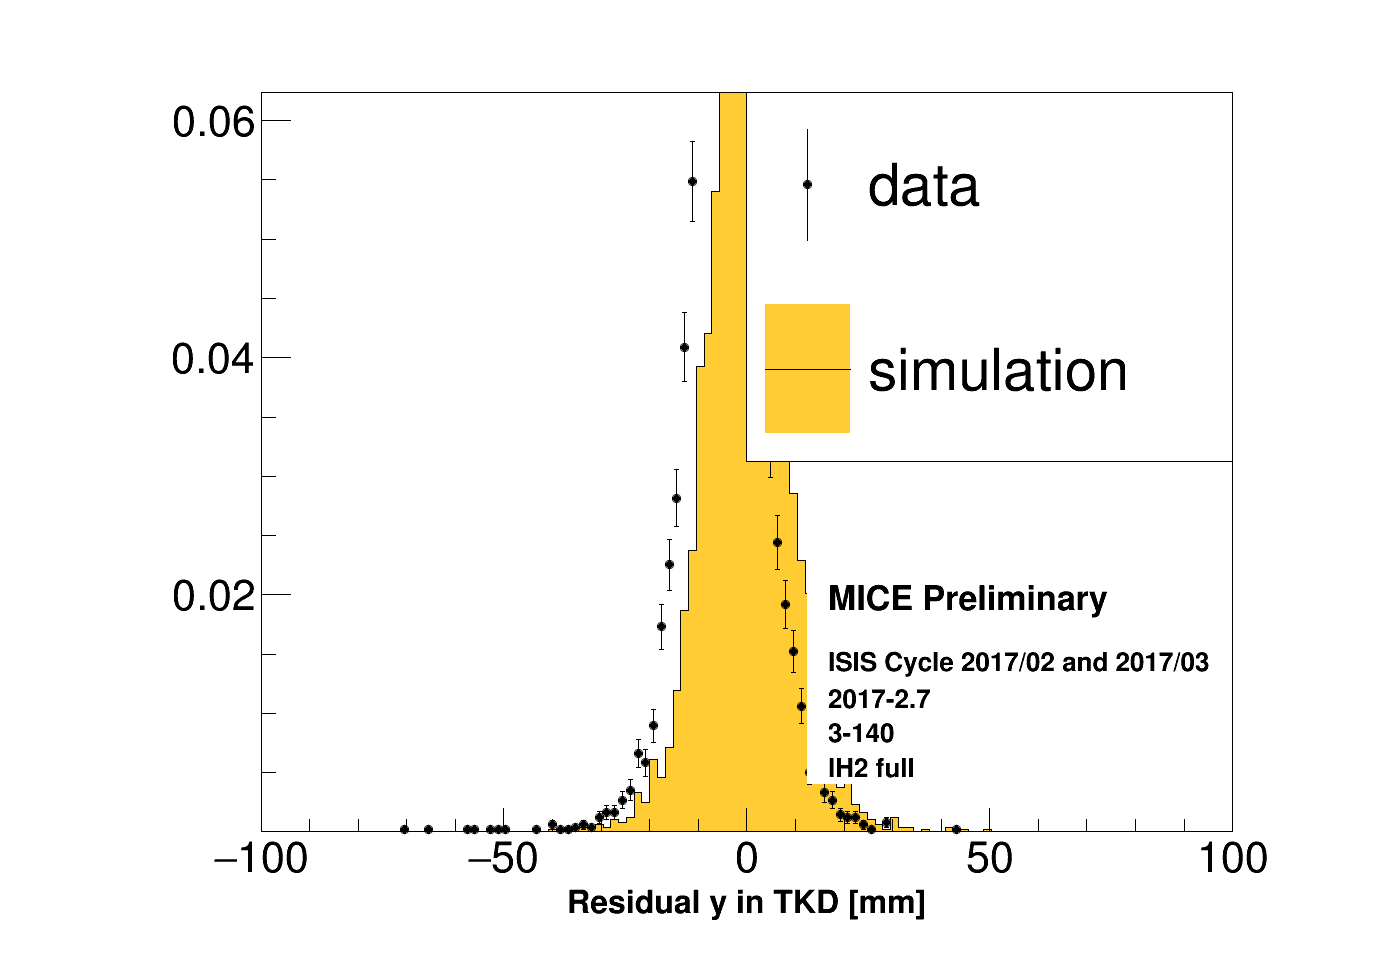 0.06
data
0.04
simulation
0.02
MICE Preliminary
ISIS Cycle 2017/02 and 2017/03
2017-2.7
3-140
IH2 full
−100 −50 0 50 100
Residual y in TKD [mm]